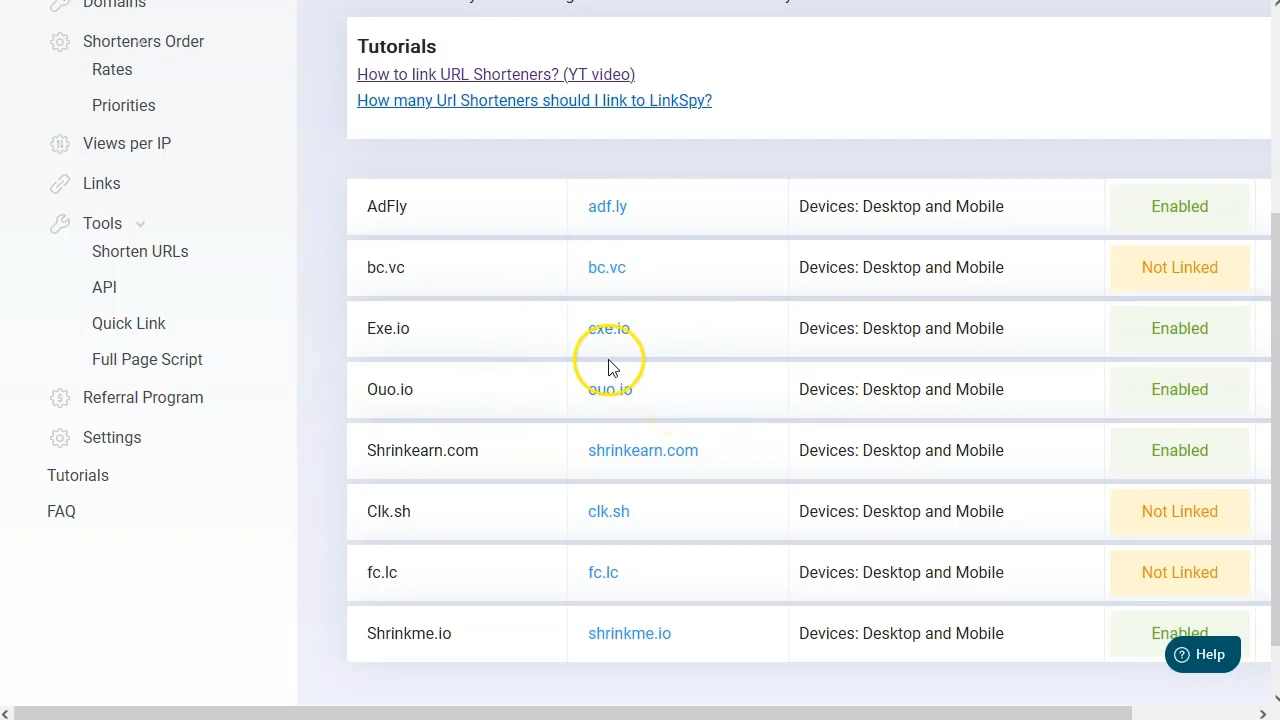 Domains
Shorteners Order
Rates
Priorities
Views per IP
Links
Tools
Shorten URLs
API
Quick Link
Full Page Script
Referral Program
Settings
Tutorials
FAQ
Tutorials
How to link URL Shorteners? (YT video)
How many Url Shorteners should I link to LinkSpy?
AdFly adf.ly Devices: Desktop and Mobile Enabled
bc.vc bc.vc Devices: Desktop and Mobile Not Linked
Exe.io exe.io Devices: Desktop and Mobile Enabled
Ouo.io ouo.io Devices: Desktop and Mobile Enabled
Shrinkearn.com shrinkearn.com Devices: Desktop and Mobile Enabled
Clk.sh clk.sh Devices: Desktop and Mobile Not Linked
fc.lc fc.lc Devices: Desktop and Mobile Not Linked
Shrinkme.io shrinkme.io Devices: Desktop and Mobile Enabled
Help